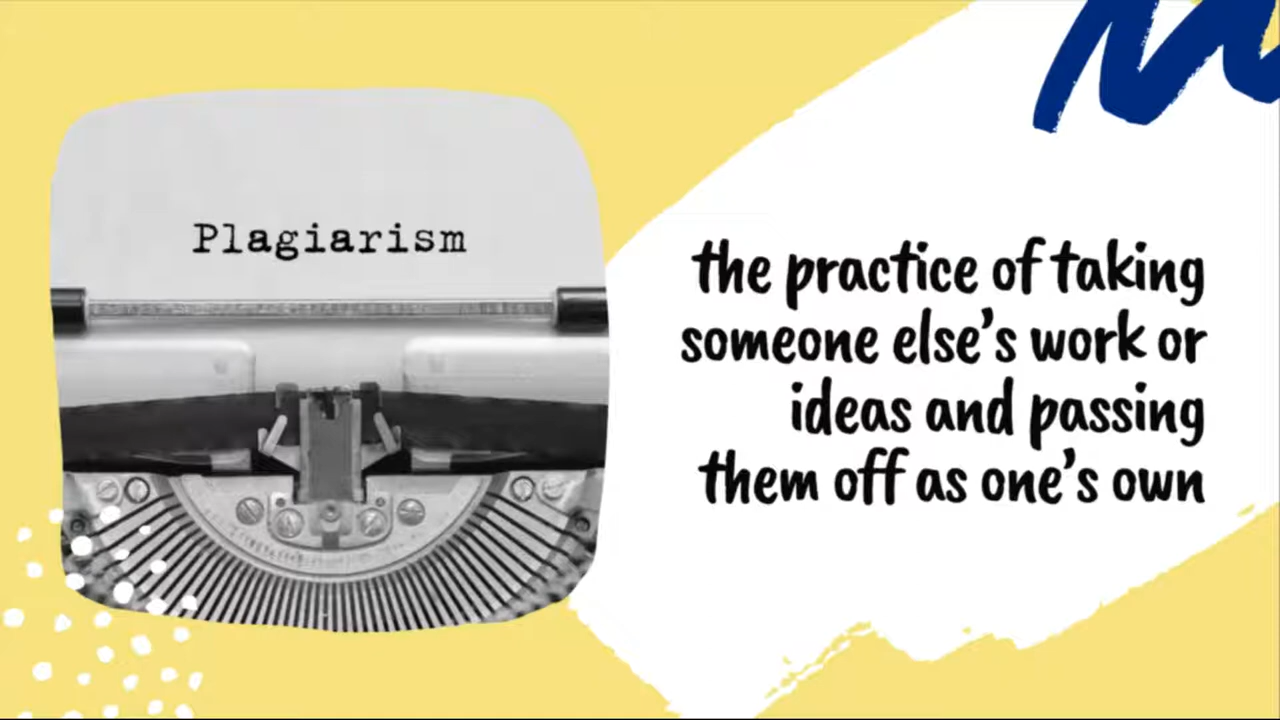 Plagiarism
the practice of taking
someone else's work or
ideas and passing
them off as one's own